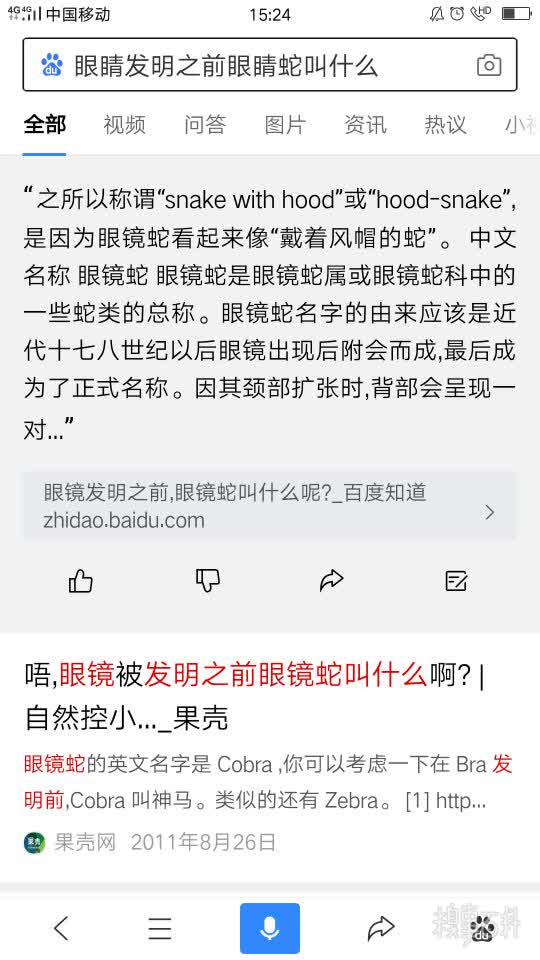 4G 4G 中国移动 15:24 HD
眼睛发明之前眼睛蛇叫什么
全部 视频 问答 图片 资讯 热议 小
“之所以称谓“snake with hood”或“hood-snake”,
是因为眼镜蛇看起来像“戴着风帽的蛇”。 中文
名称 眼镜蛇 眼镜蛇是眼镜蛇属或眼镜蛇科中的
一些蛇类的总称。眼镜蛇名字的由来应该是近
代十七八世纪以后眼镜出现后附会而成,最后成
为了正式名称。因其颈部扩张时,背部会呈现一
对...”
眼镜发明之前,眼镜蛇叫什么呢?_百度知道
zhidao.baidu.com
唔,眼镜被发明之前眼镜蛇叫什么啊? |
自然控小..._果壳
眼镜蛇的英文名字是 Cobra ,你可以考虑一下在 Bra 发
明前,Cobra 叫神马。类似的还有 Zebra。 [1] http...
果壳网 2011年8月26日
糗事百科